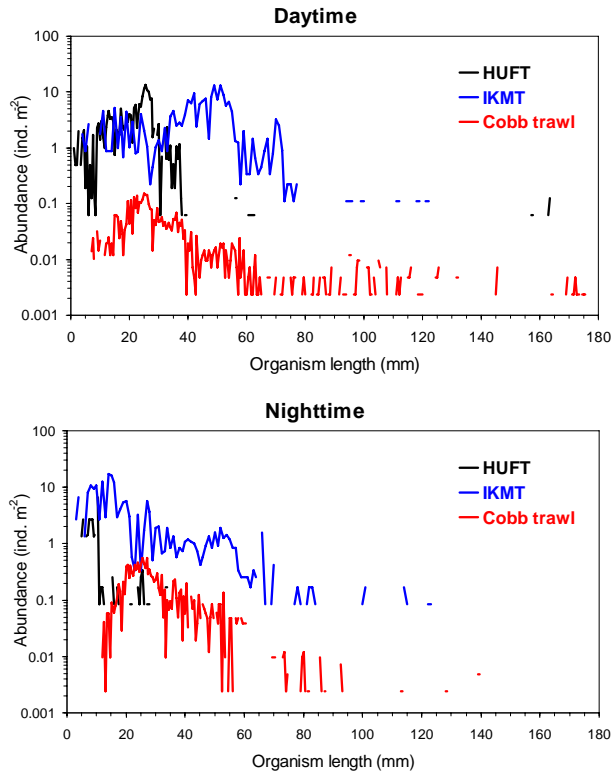 Daytime
Abundance (ind. m⁻²)
100
10
1
0.1
0.01
0.001
HUFT
IKMT
Cobb trawl
0 20 40 60 80 100 120 140 160 180
Organism length (mm)
Nighttime
Abundance (ind. m⁻²)
100
10
1
0.1
0.01
0.001
HUFT
IKMT
Cobb trawl
0 20 40 60 80 100 120 140 160 180
Organism length (mm)